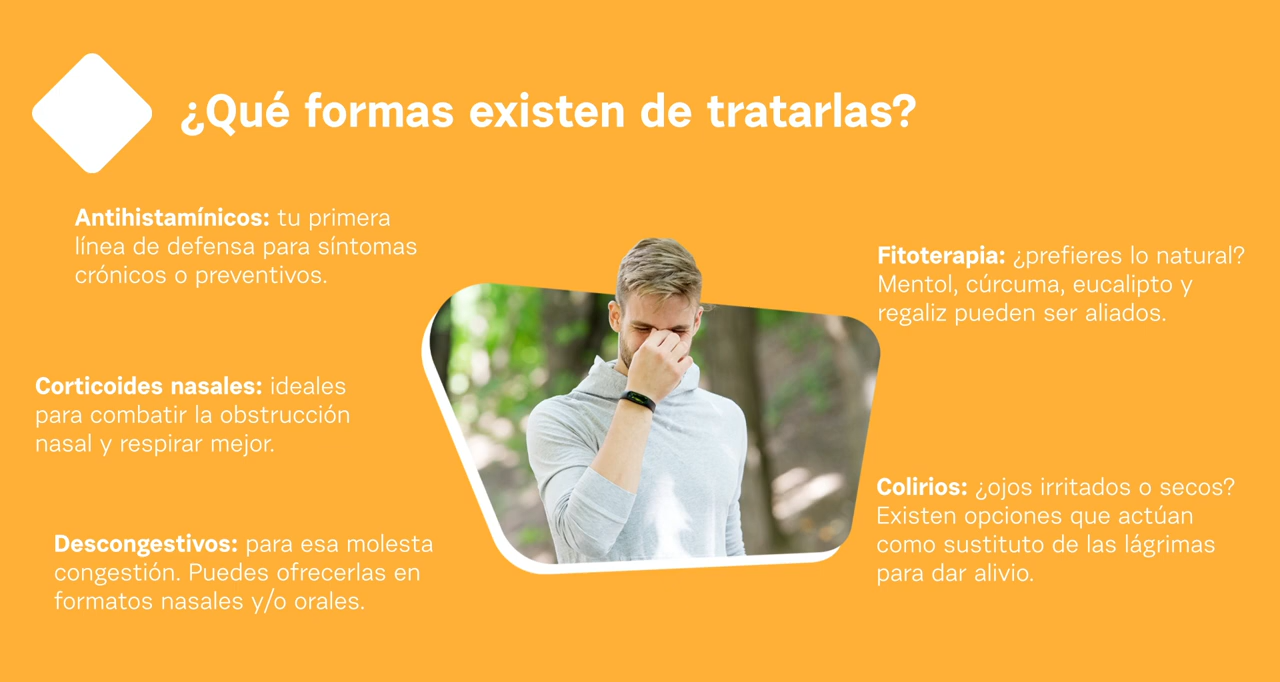 ¿Qué formas existen de tratarlas?
Antihistamínicos: tu primera
línea de defensa para síntomas
crónicos o preventivos.
Corticoides nasales: ideales
para combatir la obstrucción
nasal y respirar mejor.
Descongestivos: para esa molesta
congestión. Puedes ofrecerlas en
formatos nasales y/o orales.
Fitoterapia: ¿prefieres lo natural?
Mentol, cúrcuma, eucalipto y
regaliz pueden ser aliados.
Colirios: ¿ojos irritados o secos?
Existen opciones que actúan
como sustituto de las lágrimas
para dar alivio.